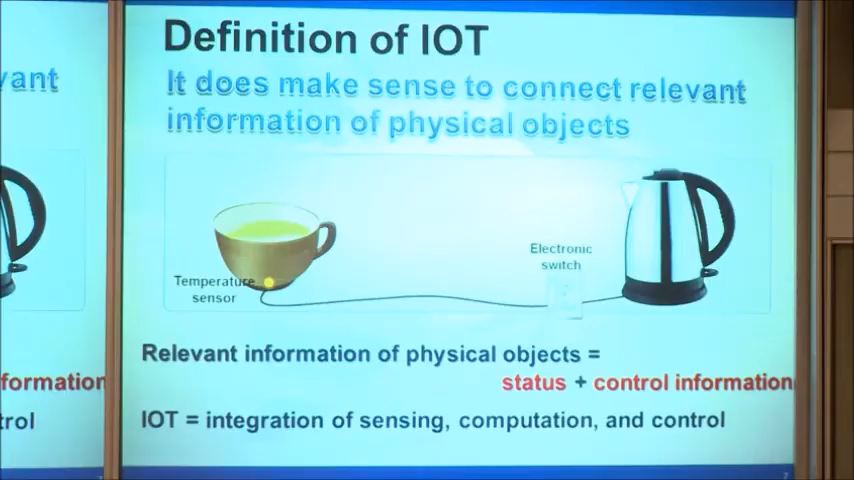 Definition of IOT
It does make sense to connect relevant
information of physical objects
Electronic
switch
Temperature
sensor
Relevant information of physical objects =
status + control information
IOT = integration of sensing, computation, and control
vant
formation
trol